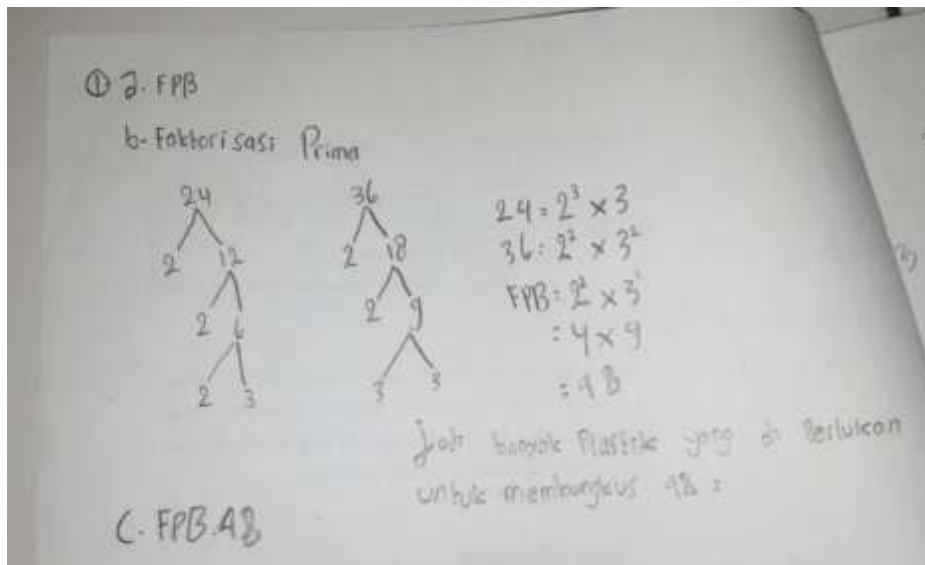 ① a. FPB
b- Faktorisasi Prima
24
2 12
2 6
2 3
36
2 18
2 9
3 3
24 = 2³ × 3
36 = 2² × 3²
FPB = 2² × 3
= 4 × 9
= 48
Jadi banyak Plastik yang di Perlukan
untuk membungkus 48 =
C. FPB.48